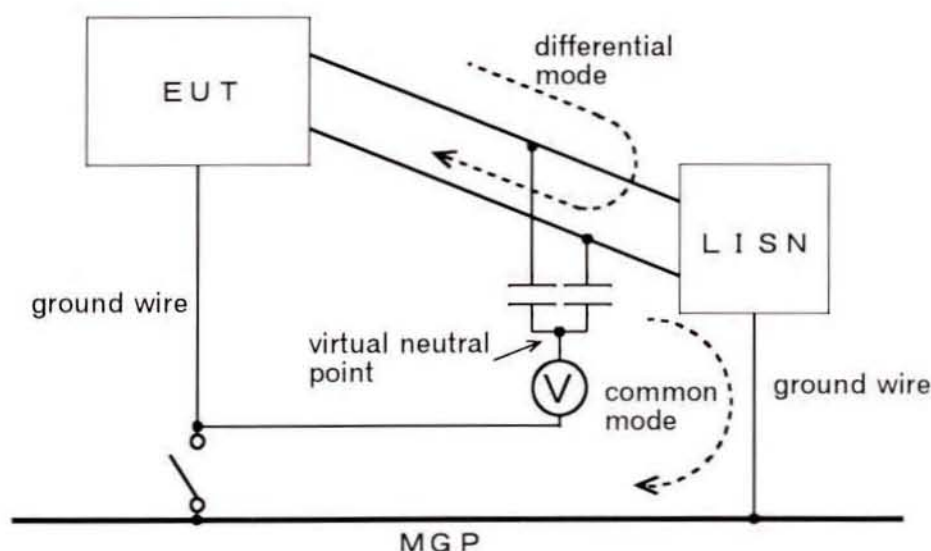 differential
mode
EUT
LISN
ground wire
virtual neutral
point
V
common
mode
ground wire
MGP